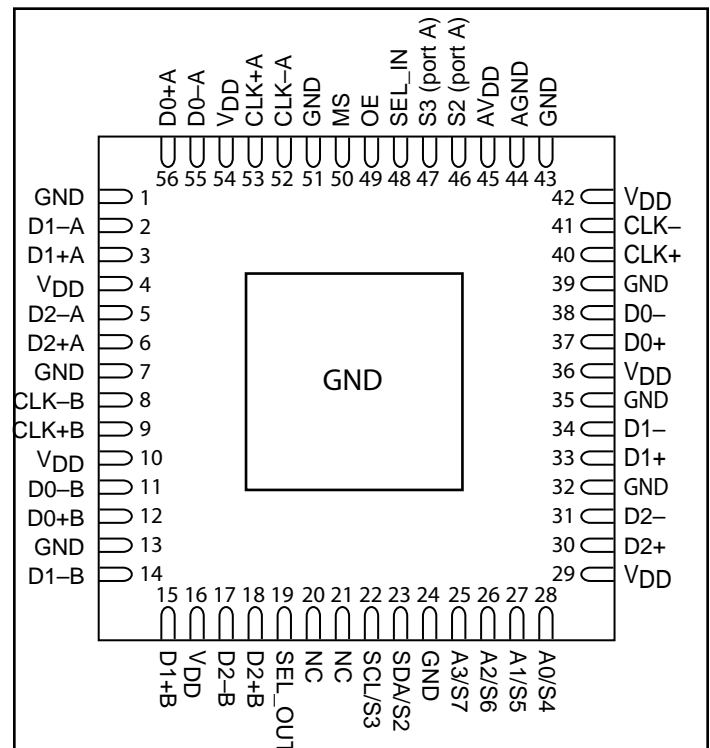 D0+A
D0–A
VDD
CLK+A
CLK–A
GND
MS
OE
SEL_IN
S3 (port A)
S2 (port A)
AVDD
AGND
GND
56 55 54 53 52 51 50 49 48 47 46 45 44 43
GND 1
D1–A 2
D1+A 3
VDD 4
D2–A 5
D2+A 6
GND 7
CLK–B 8
CLK+B 9
VDD 10
D0–B 11
D0+B 12
GND 13
D1–B 14
GND
42 VDD
41 CLK–
40 CLK+
39 GND
38 D0–
37 D0+
36 VDD
35 GND
34 D1–
33 D1+
32 GND
31 D2–
30 D2+
29 VDD
15 16 17 18 19 20 21 22 23 24 25 26 27 28
D1+B
VDD
D2–B
D2+B
SEL_OUT
NC
NC
SCL/S3
SDA/S2
GND
A3/S7
A2/S6
A1/S5
A0/S4